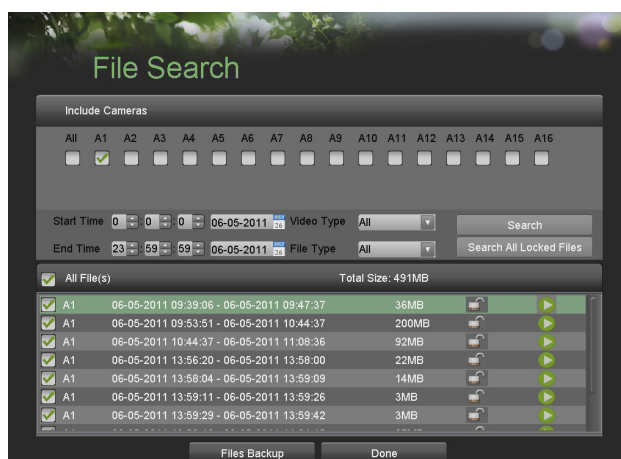 File Search
Include Cameras
All A1 A2 A3 A4 A5 A6 A7 A8 A9 A10 A11 A12 A13 A14 A15 A16
Start Time 0 : 0 : 0 06-05-2011 26 Video Type All Search
End Time 23 : 59 : 59 06-05-2011 26 File Type All Search All Locked Files
All File(s) Total Size: 491MB
A1 06-05-2011 09:39:06 - 06-05-2011 09:47:37 36MB
A1 06-05-2011 09:53:51 - 06-05-2011 10:44:37 200MB
A1 06-05-2011 10:44:37 - 06-05-2011 11:08:36 92MB
A1 06-05-2011 13:56:20 - 06-05-2011 13:58:00 22MB
A1 06-05-2011 13:58:04 - 06-05-2011 13:59:09 14MB
A1 06-05-2011 13:59:11 - 06-05-2011 13:59:26 3MB
A1 06-05-2011 13:59:29 - 06-05-2011 13:59:42 3MB
Files Backup Done